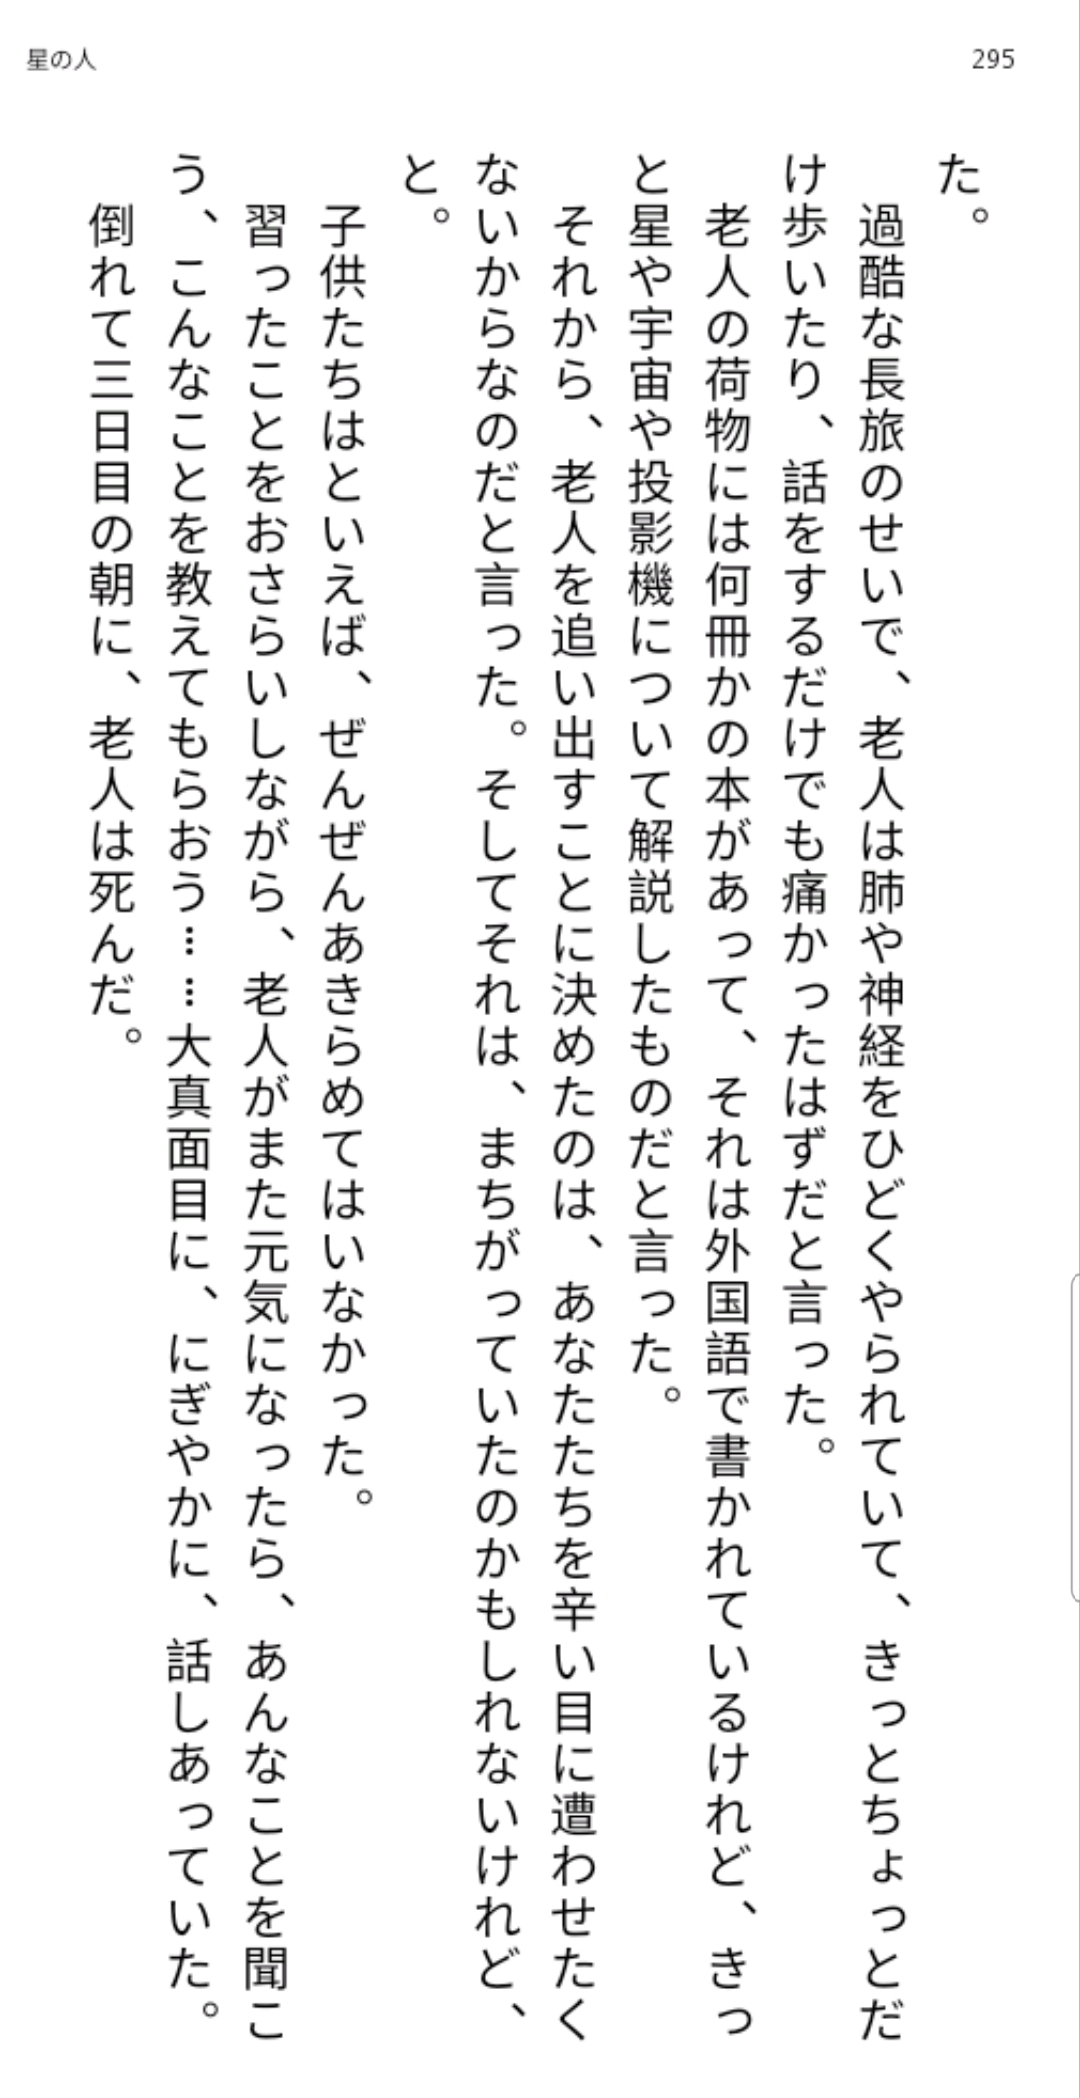 星の人
295
た。
過酷な長旅のせいで、老人は肺や神経をひどくやられていて、きっとちょっとだ
け歩いたり、話をするだけでも痛かったはずだと言った。
老人の荷物には何冊かの本があって、それは外国語で書かれているけれど、きっ
と星や宇宙や投影機について解説したものだと言った。
それから、老人を追い出すことに決めたのは、あなたたちを辛い目に遭わせたく
ないからなのだと言った。そしてそれは、まちがっていたのかもしれないけれど、
と。
子供たちはといえば、ぜんぜんあきらめてはいなかった。
習ったことをおさらいしながら、老人がまた元気になったら、あんなことを聞こ
う、こんなことを教えてもらおう……大真面目に、にぎやかに、話しあっていた。
倒れて三日目の朝に、老人は死んだ。